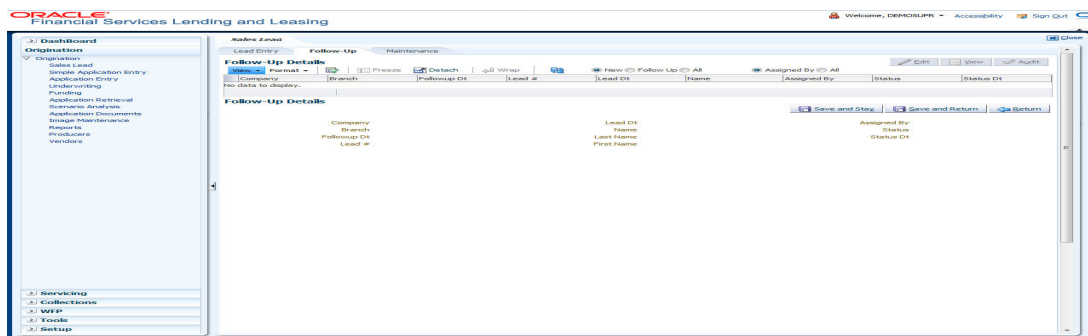 ORACLE
Financial Services Lending and Leasing
Welcome, DEMOSUPR Accessibility Sign Out
DashBoard
Origination
Origination
Sales Lead
Simple Application Entry
Application Entry
Underwriting
Funding
Application Retrieval
Scenario Analysis
Application Documents
Image Maintenance
Reports
Producers
Vendors
Servicing
Collections
WFP
Tools
Setup
Sales Lead
Close
Lead Entry Follow-Up Maintenance
Follow-Up Details
Edit View Audit
View Format Freeze Detach Wrap New Follow Up All Assigned By All
Company Branch Followup Dt Lead # Lead Dt Name Assigned By Status Status Dt
No data to display.
Follow-Up Details
Save and Stay Save and Return Return
Company Lead Dt Assigned By
Branch Name Status
Followup Dt Last Name Status Dt
Lead # First Name